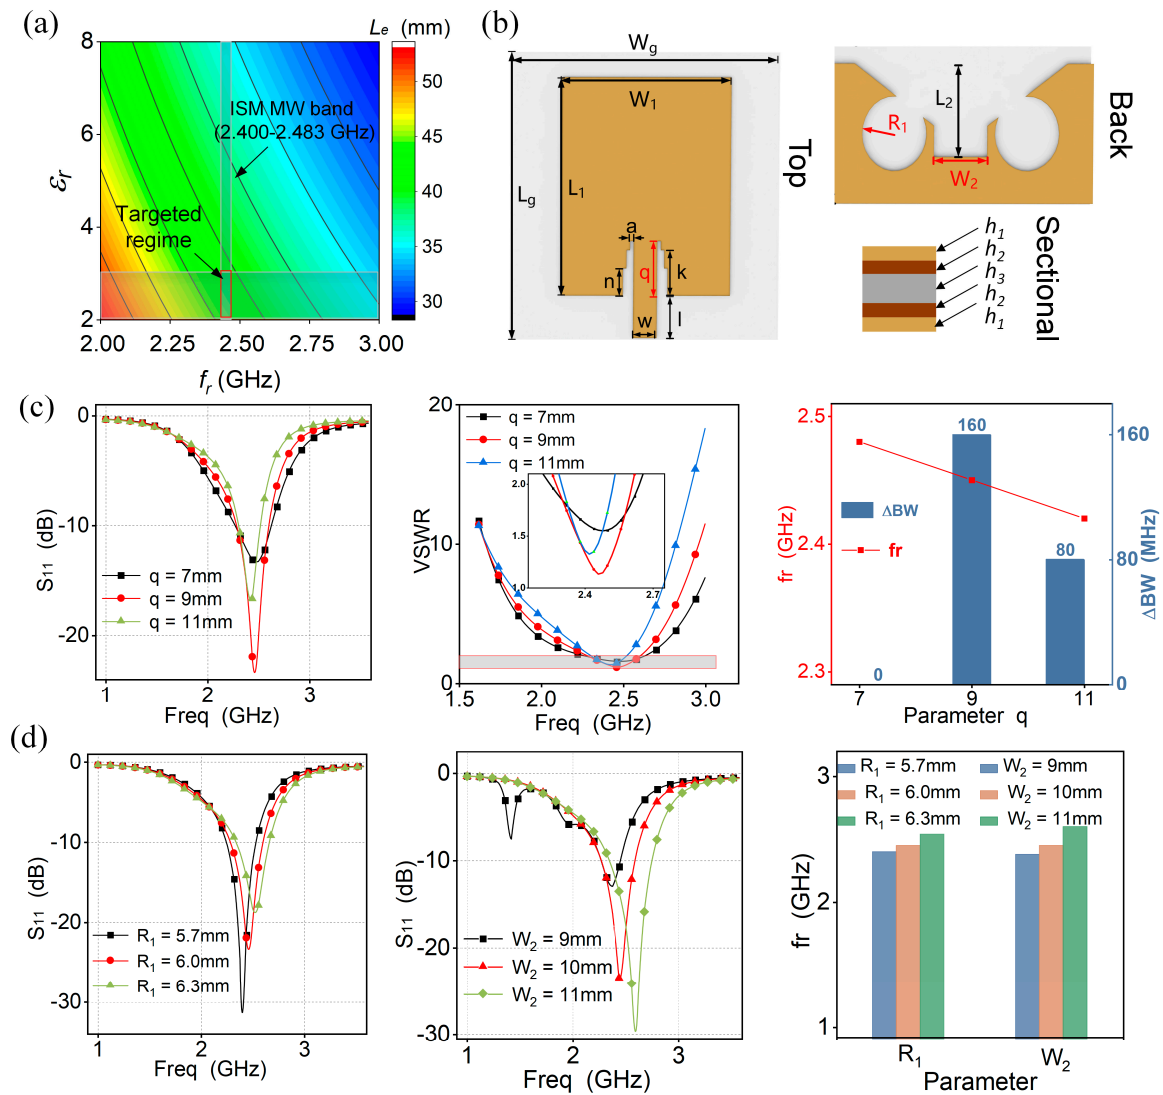 (a)
Lₑ (mm)
8
6
4
2
εᵣ
ISM MW band
(2.400-2.483 GHz)
Targeted
regime
2.00
2.25
2.50
2.75
3.00
fᵣ (GHz)
50
45
40
35
30
(b)
W_g
W₁
L_g
L₁
a
q
n
k
w
l
Top
L₂
R₁
W₂
Back
h₁
h₂
h₃
h₂
h₁
Sectional
(c)
0
-10
-20
S₁₁ (dB)
q = 7mm
q = 9mm
q = 11mm
1
2
3
Freq (GHz)
20
10
0
VSWR
q = 7mm
q = 9mm
q = 11mm
2.0
1.7
1.4
1.0
2.4
2.7
1.5
2.0
2.5
3.0
Freq (GHz)
2.5
2.4
2.3
fr (GHz)
ΔBW
fr
0
160
80
160
80
0
ΔBW (MHz)
7
9
11
Parameter q
(d)
0
-10
-20
-30
S₁₁ (dB)
R₁ = 5.7mm
R₁ = 6.0mm
R₁ = 6.3mm
1
2
3
Freq (GHz)
0
-10
-20
-30
S₁₁ (dB)
W₂ = 9mm
W₂ = 10mm
W₂ = 11mm
1
2
3
Freq (GHz)
3
2
1
fr (GHz)
R₁ = 5.7mm W₂ = 9mm
R₁ = 6.0mm W₂ = 10mm
R₁ = 6.3mm W₂ = 11mm
R₁
W₂
Parameter